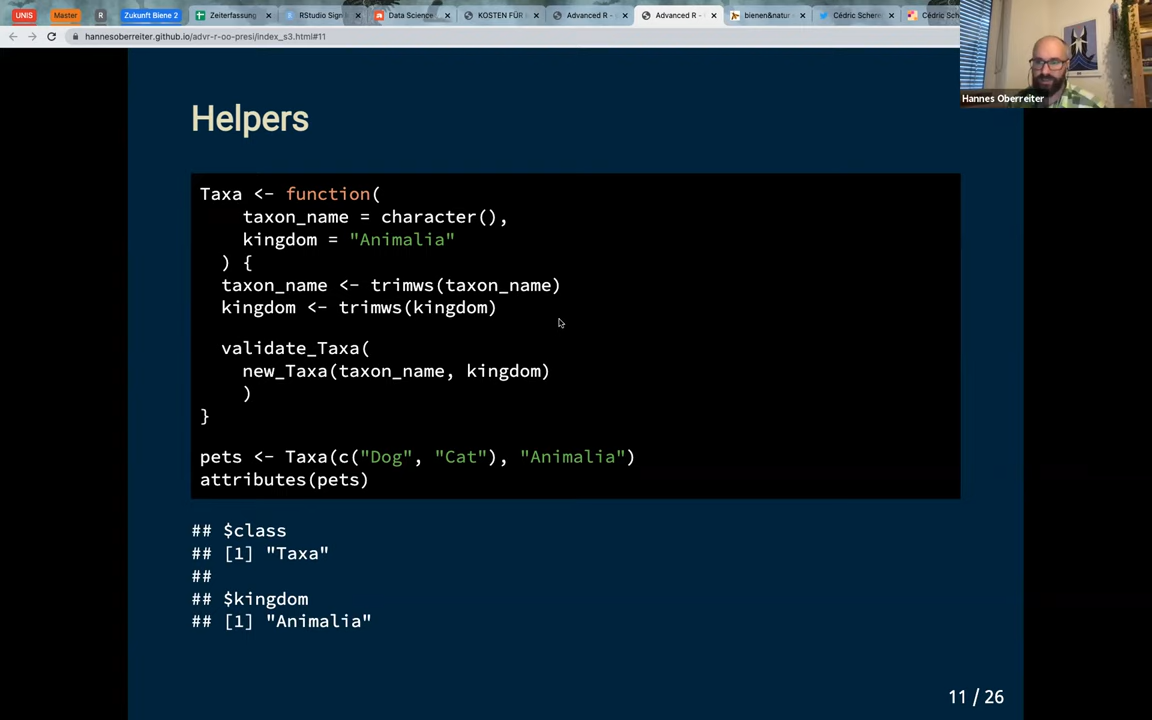 UNIS
Master
R
Zukunft Biene 2
Zeiterfassung
RStudio Sign
Data Science
KOSTEN FÜR
Advanced R -
Advanced R -
bienen&natur
Cédric Schere
Cédric Sch
hannesoberreiter.github.io/advr-r-oo-presi/index_s3.html#11
Hannes Oberreiter
Helpers
Taxa <- function(
taxon_name = character(),
kingdom = "Animalia"
) {
taxon_name <- trimws(taxon_name)
kingdom <- trimws(kingdom)
validate_Taxa(
new_Taxa(taxon_name, kingdom)
)
}
pets <- Taxa(c("Dog", "Cat"), "Animalia")
attributes(pets)
## $class
## [1] "Taxa"
##
## $kingdom
## [1] "Animalia"
11 / 26